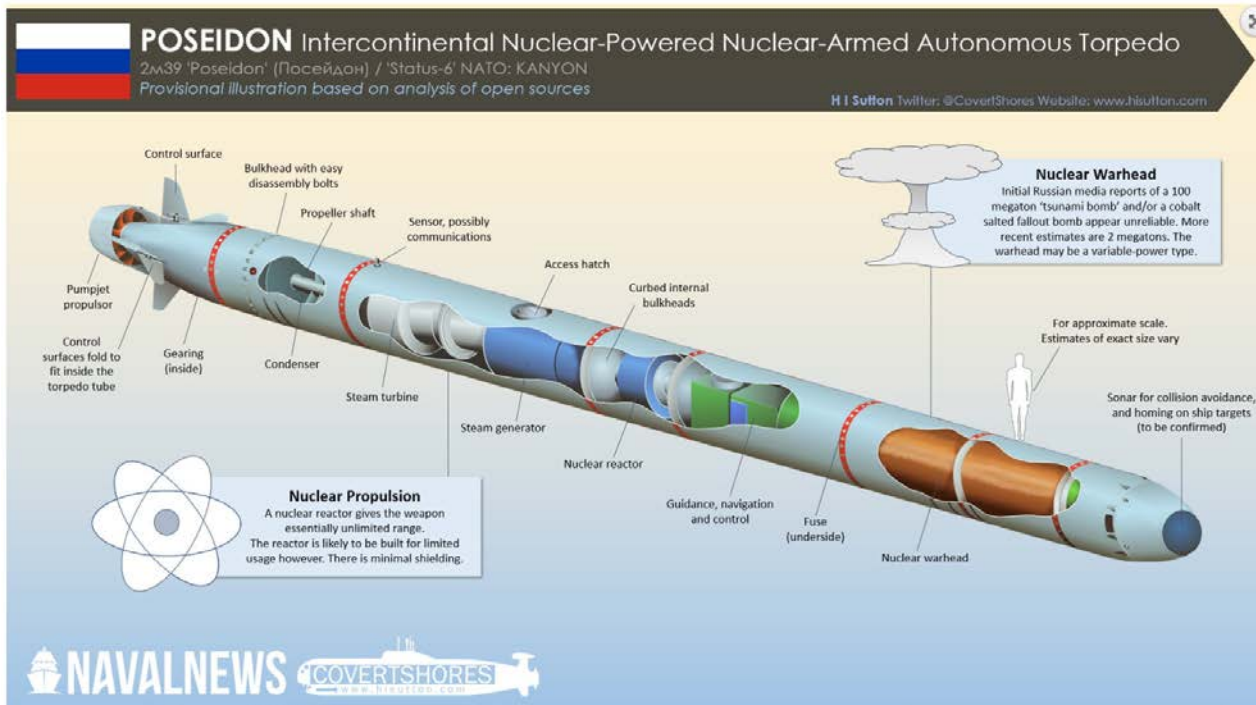 POSEIDON Intercontinental Nuclear-Powered Nuclear-Armed Autonomous Torpedo
2м39 'Poseidon' (Посейдон) / 'Status-6' NATO: KANYON
Provisional illustration based on analysis of open sources
H I Sutton Twitter: @CovertShores Website: www.hisutton.com
Control surface
Bulkhead with easy
disassembly bolts
Propeller shaft
Sensor, possibly
communications
Access hatch
Curbed internal
bulkheads
Nuclear Warhead
Initial Russian media reports of a 100
megaton 'tsunami bomb' and/or a cobalt
salted fallout bomb appear unreliable. More
recent estimates are 2 megatons. The
warhead may be a variable-power type.
For approximate scale.
Estimates of exact size vary
Sonar for collision avoidance,
and homing on ship targets
(to be confirmed)
Pumpjet
propulsor
Control
surfaces fold to
fit inside the
torpedo tube
Gearing
(inside)
Condenser
Steam turbine
Steam generator
Nuclear reactor
Guidance, navigation
and control
Fuse
(underside)
Nuclear warhead
Nuclear Propulsion
A nuclear reactor gives the weapon
essentially unlimited range.
The reactor is likely to be built for limited
usage however. There is minimal shielding.
NAVALNEWS
COVERTSHORES
www.hisutton.com